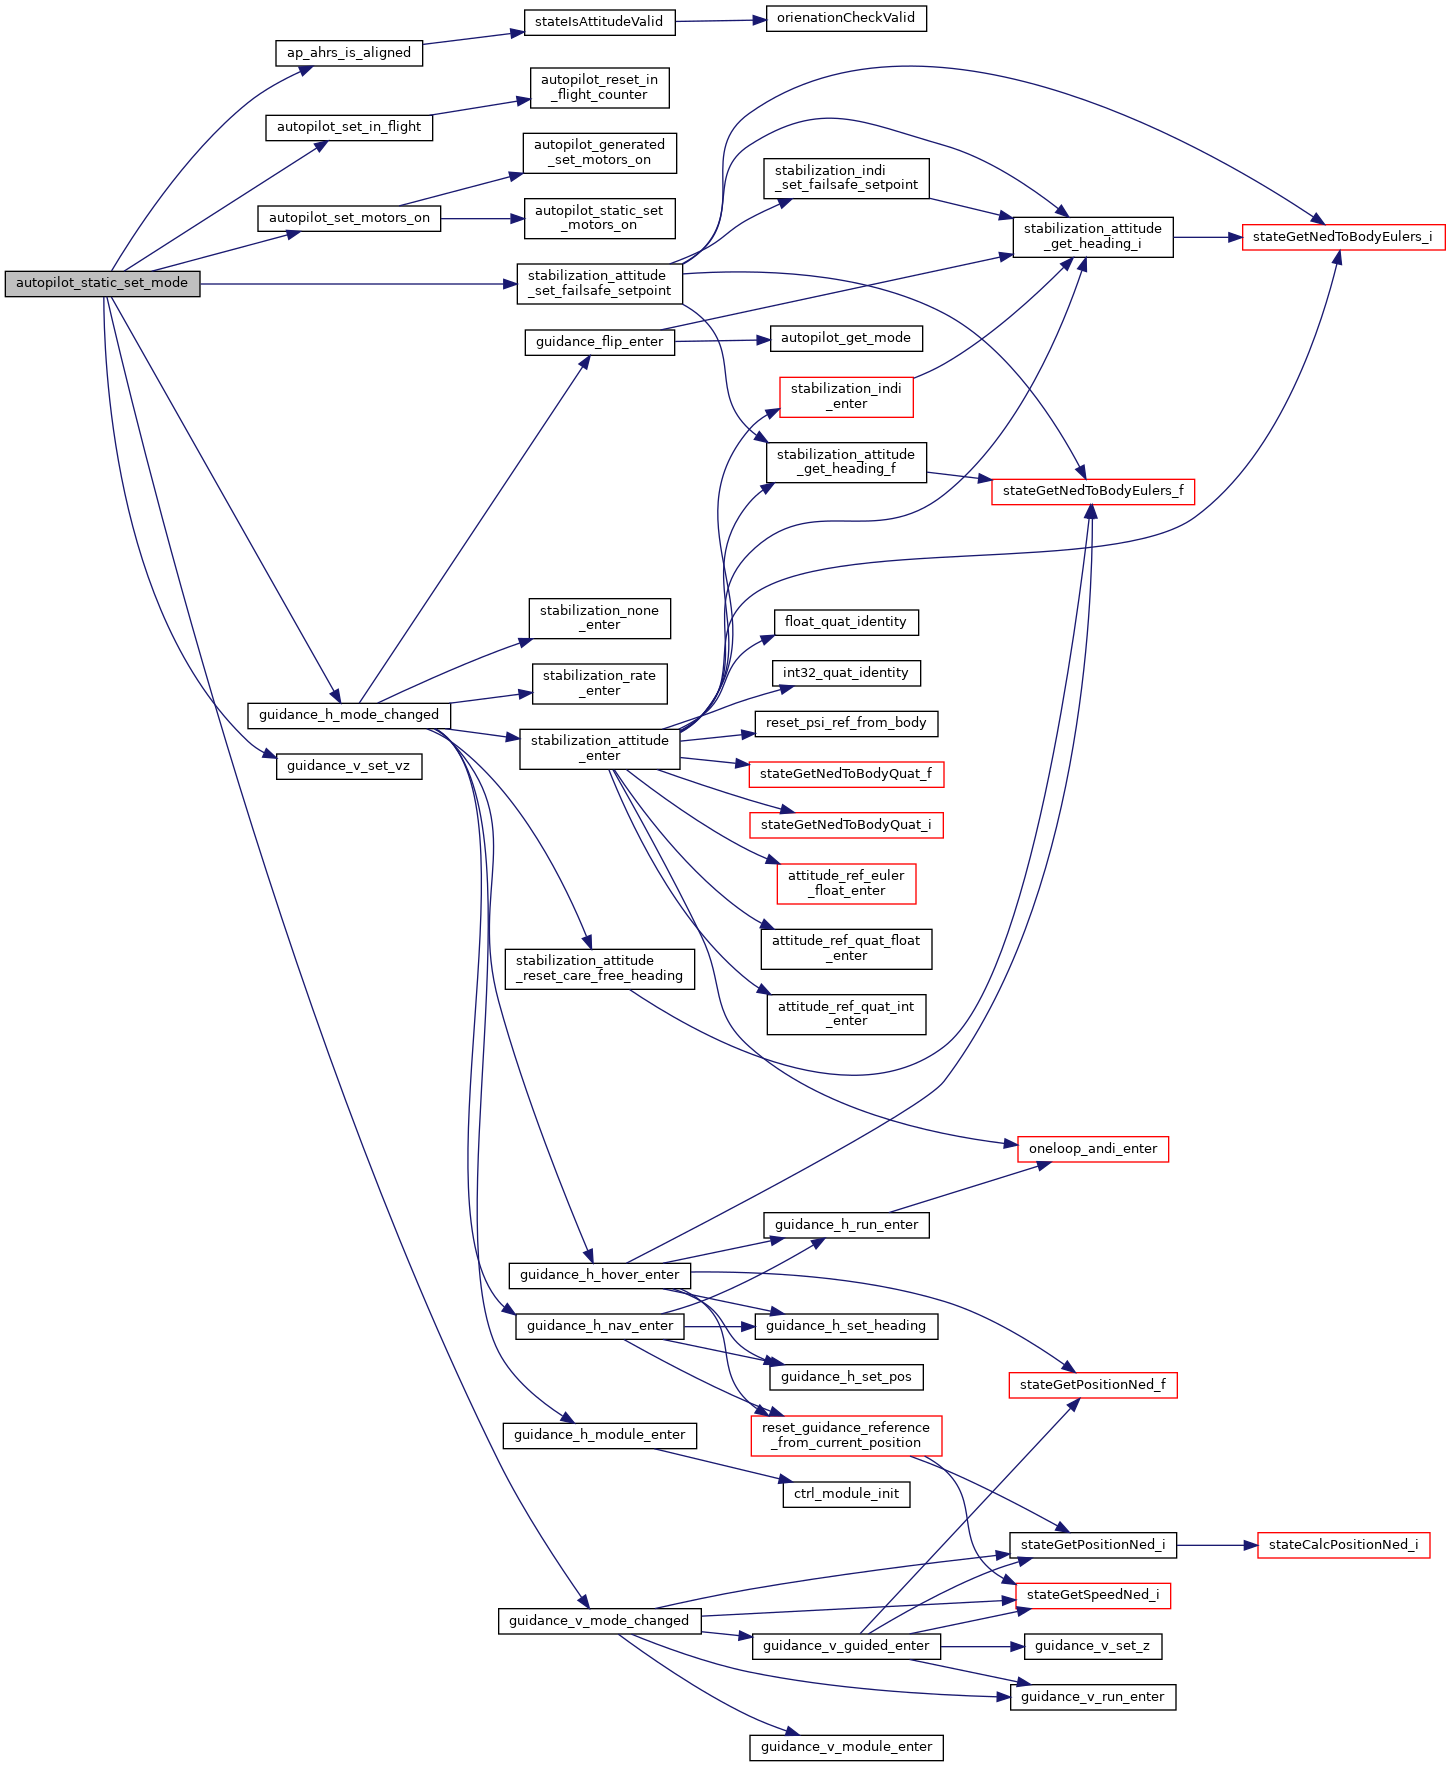 autopilot_static_set_mode
ap_ahrs_is_aligned
autopilot_set_in_flight
autopilot_set_motors_on
guidance_h_mode_changed
guidance_v_set_vz
stateIsAttitudeValid
autopilot_reset_in
_flight_counter
autopilot_generated
_set_motors_on
autopilot_static_set
_motors_on
stabilization_attitude
_set_failsafe_setpoint
guidance_flip_enter
stabilization_none
_enter
stabilization_rate
_enter
stabilization_attitude
_enter
stabilization_attitude
_reset_care_free_heading
guidance_h_hover_enter
guidance_h_nav_enter
guidance_h_module_enter
guidance_v_mode_changed
orienationCheckValid
stabilization_indi
_set_failsafe_setpoint
autopilot_get_mode
stabilization_indi
_enter
stabilization_attitude
_get_heading_f
float_quat_identity
int32_quat_identity
reset_psi_ref_from_body
stateGetNedToBodyQuat_f
stateGetNedToBodyQuat_i
attitude_ref_euler
_float_enter
attitude_ref_quat_float
_enter
attitude_ref_quat_int
_enter
guidance_h_run_enter
guidance_h_set_heading
guidance_h_set_pos
reset_guidance_reference
_from_current_position
ctrl_module_init
guidance_v_guided_enter
guidance_v_module_enter
stabilization_attitude
_get_heading_i
stateGetNedToBodyEulers_f
oneloop_andi_enter
stateGetPositionNed_f
stateGetPositionNed_i
stateGetSpeedNed_i
guidance_v_set_z
guidance_v_run_enter
stateGetNedToBodyEulers_i
stateCalcPositionNed_i